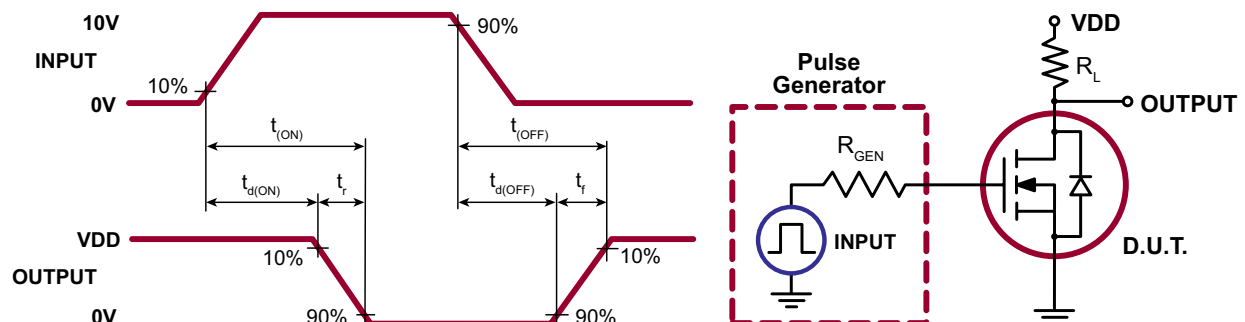 10V
INPUT
10%
0V
90%
t(ON)
t(OFF)
td(ON)
tr
td(OFF)
tf
VDD
OUTPUT
0V
10%
90%
90%
10%
Pulse
Generator
RGEN
INPUT
VDD
RL
OUTPUT
D.U.T.